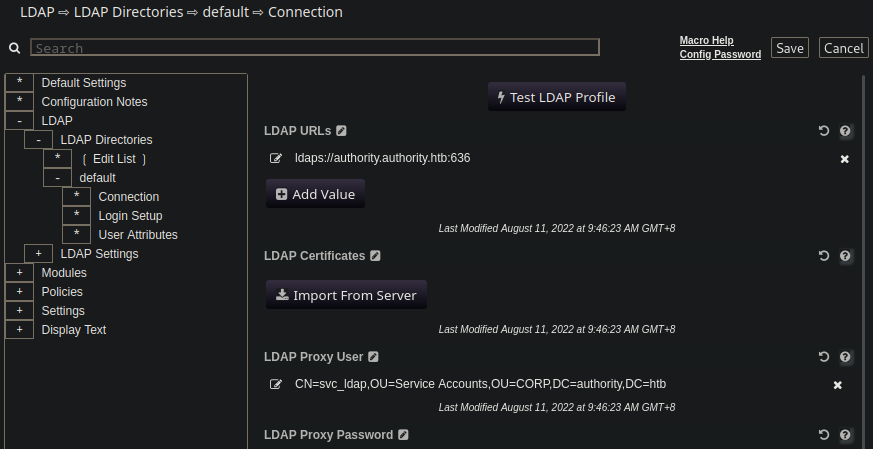 LDAP ⇨ LDAP Directories ⇨ default ⇨ Connection
Search
Macro Help
Config Password
Save
Cancel
* Default Settings
* Configuration Notes
- LDAP
- LDAP Directories
* [ Edit List ]
- default
* Connection
* Login Setup
* User Attributes
+ LDAP Settings
+ Modules
+ Policies
+ Settings
+ Display Text
Test LDAP Profile
LDAP URLs
ldaps://authority.authority.htb:636
Add Value
Last Modified August 11, 2022 at 9:46:23 AM GMT+8
LDAP Certificates
Import From Server
Last Modified August 11, 2022 at 9:46:23 AM GMT+8
LDAP Proxy User
CN=svc_ldap,OU=Service Accounts,OU=CORP,DC=authority,DC=htb
Last Modified August 11, 2022 at 9:46:23 AM GMT+8
LDAP Proxy Password